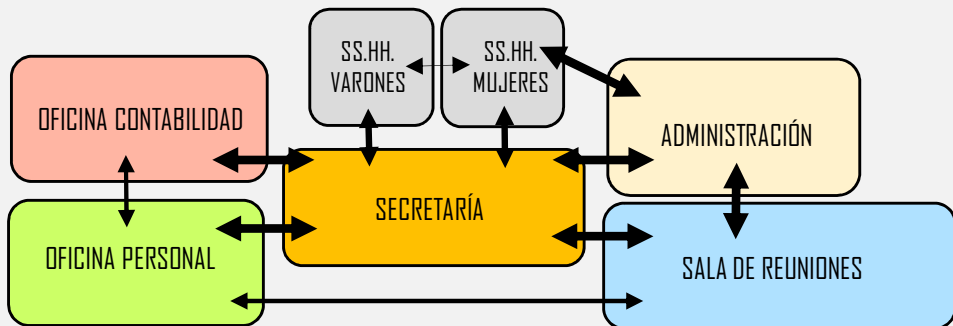 SS.HH.
VARONES
SS.HH.
MUJERES
OFICINA CONTABILIDAD
ADMINISTRACIÓN
SECRETARÍA
OFICINA PERSONAL
SALA DE REUNIONES